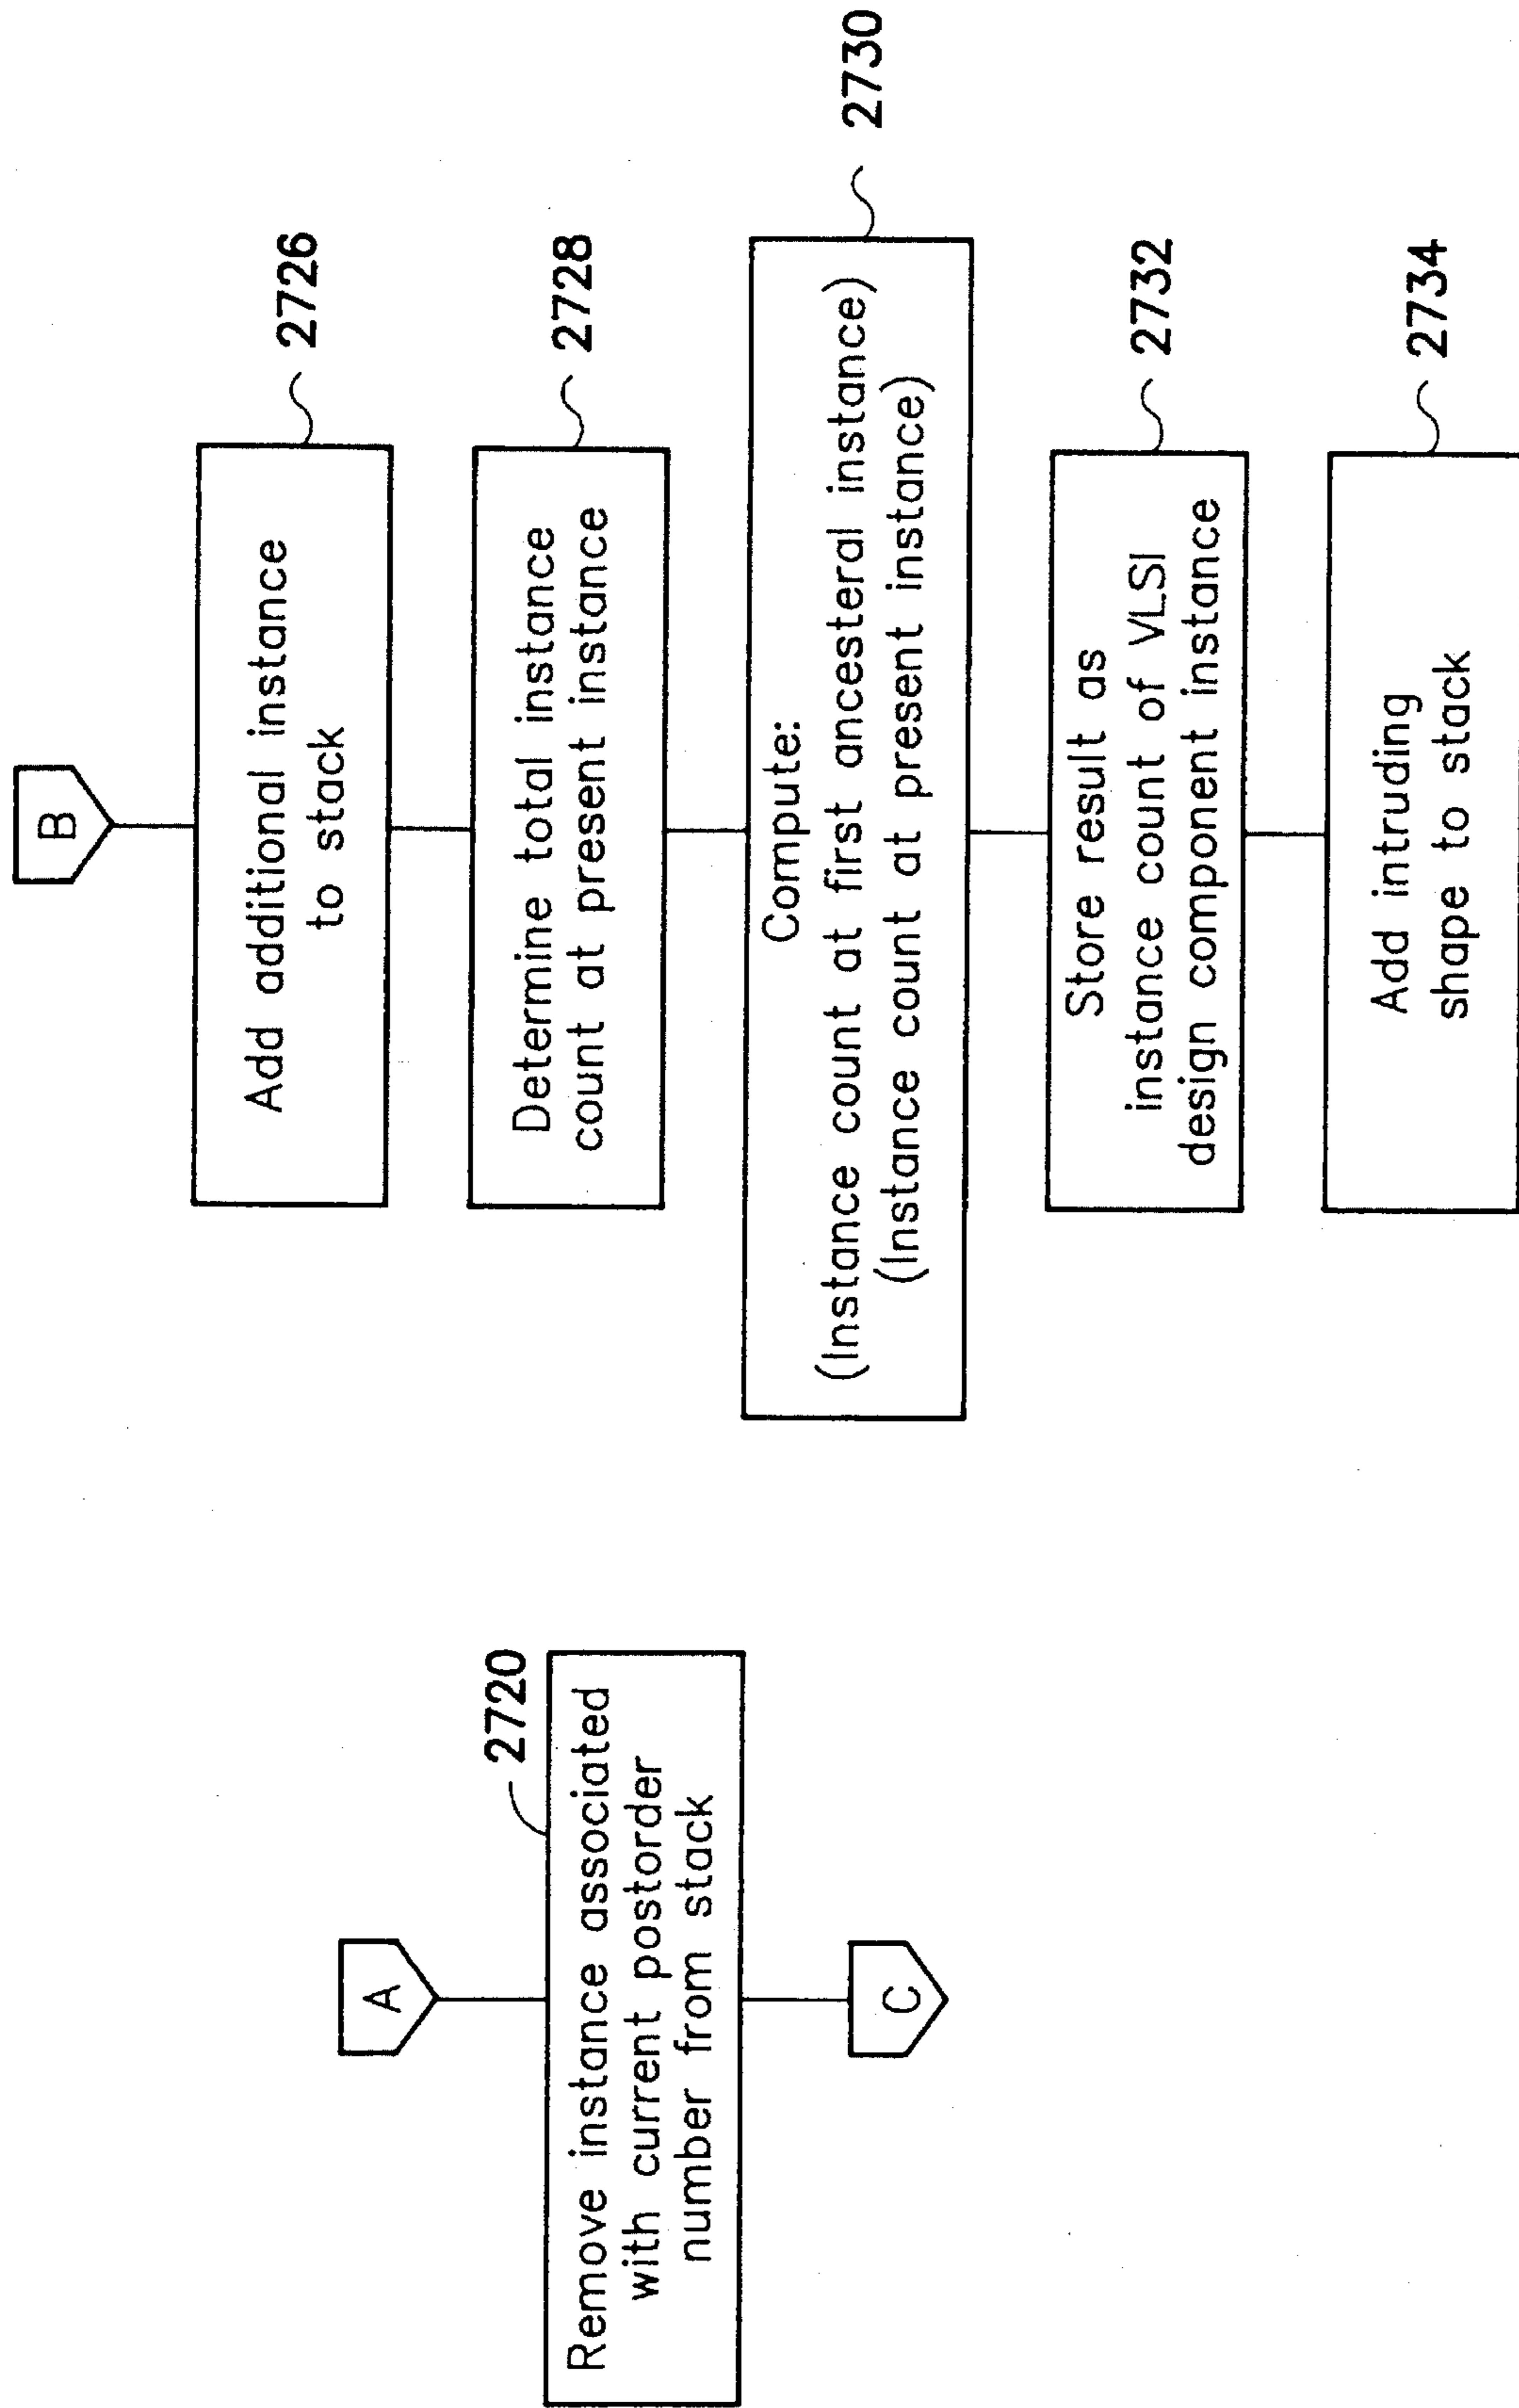 A
2720
Remove instance associated
with current postorder
number from stack
C
B
Add additional instance
to stack
2726
Determine total instance
count at present instance
2728
Compute:
(Instance count at first ancesteral instance)
(Instance count at present instance)
2730
Store result as
instance count of VLSI
design component instance
2732
Add intruding
shape to stack
2734